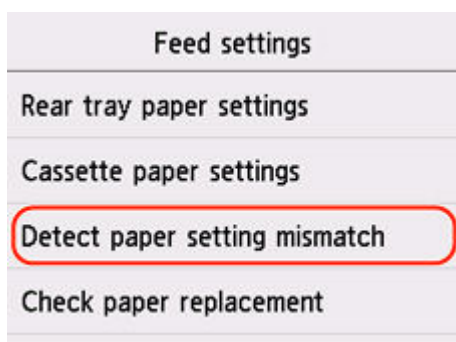 Feed settings
Rear tray paper settings
Cassette paper settings
Detect paper setting mismatch
Check paper replacement